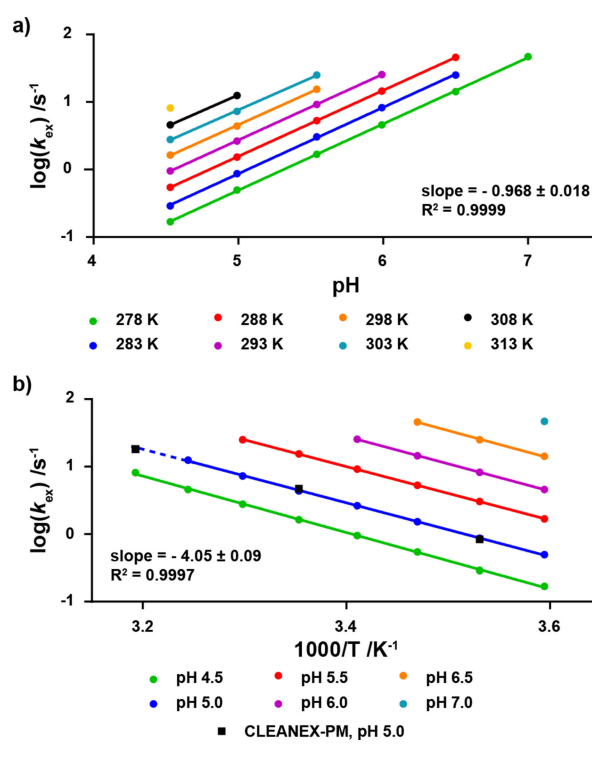 a)
2
1
0
-1
log(kex) /s-1
slope = - 0.968 ± 0.018
R2 = 0.9999
4 5 6 7
pH
278 K 288 K 298 K 308 K
283 K 293 K 303 K 313 K
b)
2
1
0
-1
log(kex) /s-1
slope = - 4.05 ± 0.09
R2 = 0.9997
3.2 3.4 3.6
1000/T /K-1
pH 4.5 pH 5.5 pH 6.5
pH 5.0 pH 6.0 pH 7.0
CLEANEX-PM, pH 5.0